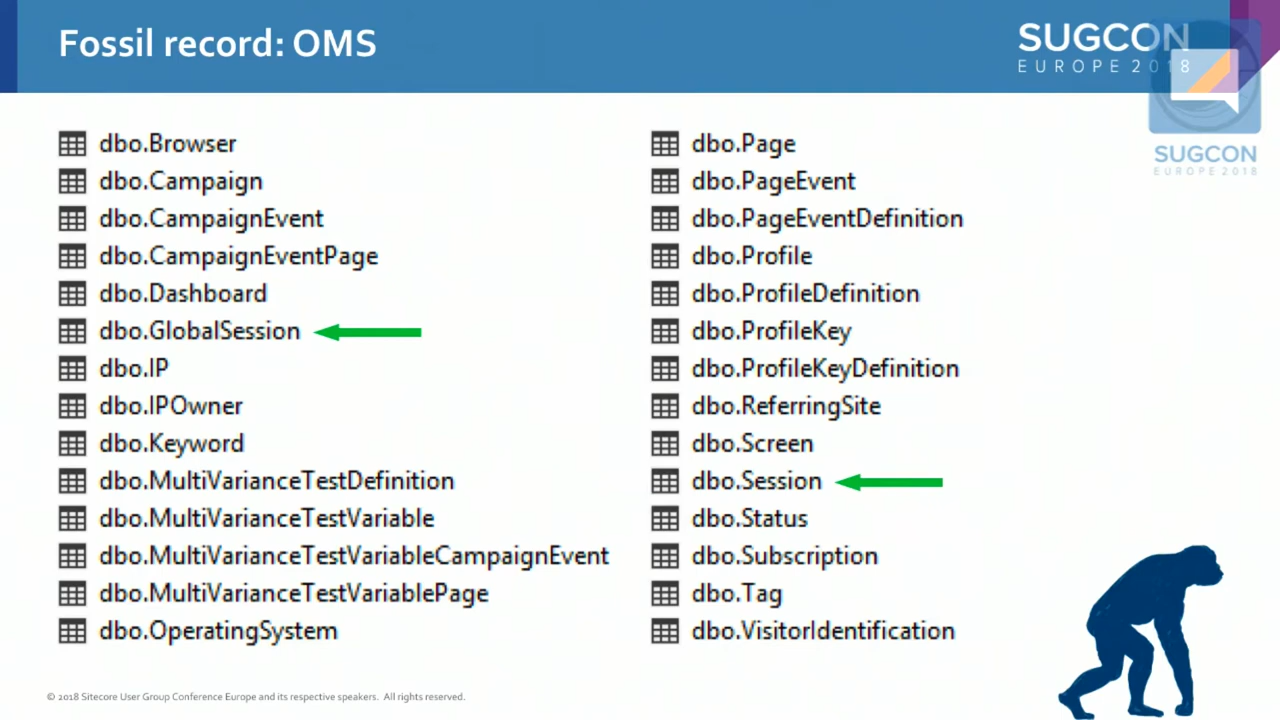 Fossil record: OMS
SUGCON
EUROPE 2018
SUGCON
EUROPE 2018
dbo.Browser
dbo.Campaign
dbo.CampaignEvent
dbo.CampaignEventPage
dbo.Dashboard
dbo.GlobalSession
dbo.IP
dbo.IPOwner
dbo.Keyword
dbo.MultiVarianceTestDefinition
dbo.MultiVarianceTestVariable
dbo.MultiVarianceTestVariableCampaignEvent
dbo.MultiVarianceTestVariablePage
dbo.OperatingSystem
dbo.Page
dbo.PageEvent
dbo.PageEventDefinition
dbo.Profile
dbo.ProfileDefinition
dbo.ProfileKey
dbo.ProfileKeyDefinition
dbo.ReferringSite
dbo.Screen
dbo.Session
dbo.Status
dbo.Subscription
dbo.Tag
dbo.VisitorIdentification
© 2018 Sitecore User Group Conference Europe and its respective speakers. All rights reserved.